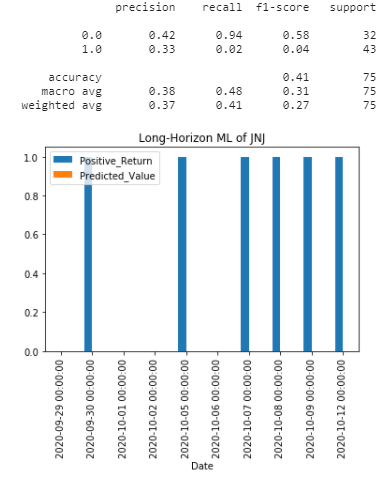 precision recall f1-score support
0.0 0.42 0.94 0.58 32
1.0 0.33 0.02 0.04 43
accuracy 0.41 75
macro avg 0.38 0.48 0.31 75
weighted avg 0.37 0.41 0.27 75
Long-Horizon ML of JNJ
Positive_Return
Predicted_Value
1.0
0.8
0.6
0.4
0.2
0.0
2020-09-29 00:00:00
2020-09-30 00:00:00
2020-10-01 00:00:00
2020-10-02 00:00:00
2020-10-05 00:00:00
2020-10-06 00:00:00
2020-10-07 00:00:00
2020-10-08 00:00:00
2020-10-09 00:00:00
2020-10-12 00:00:00
Date